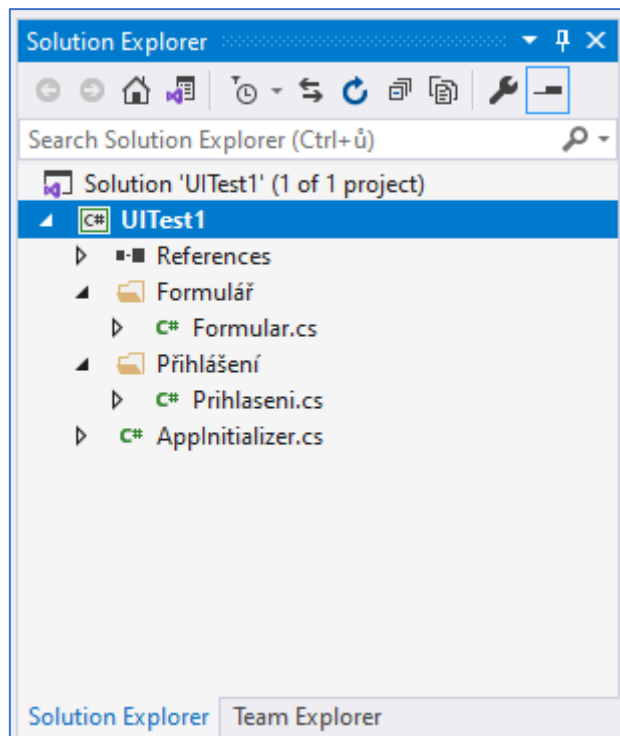 Solution Explorer
Search Solution Explorer (Ctrl+ů)
Solution 'UITest1' (1 of 1 project)
C# UITest1
References
Formulář
C# Formular.cs
Přihlášení
C# Prihlaseni.cs
C# AppInitializer.cs
Solution Explorer Team Explorer